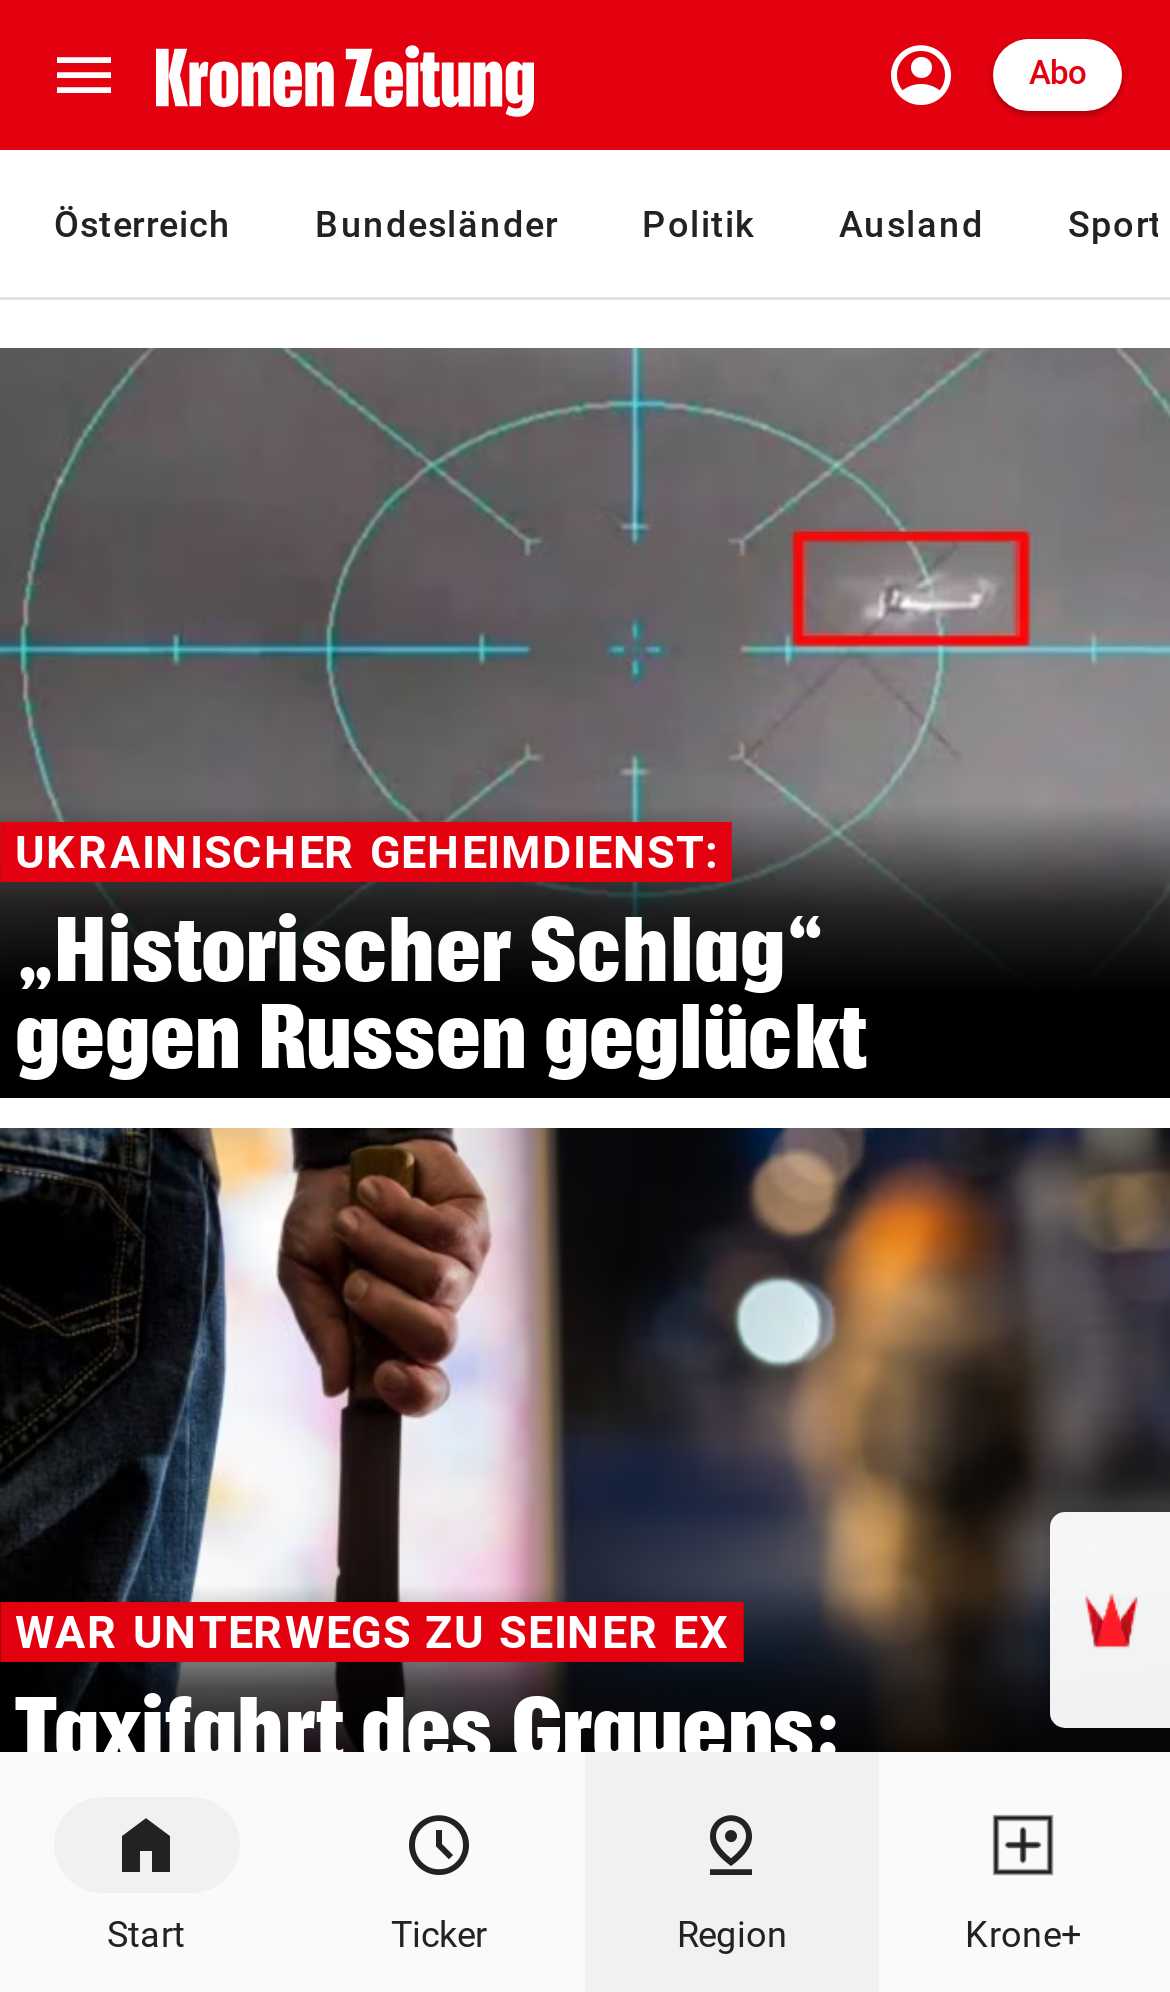 Kronen Zeitung
Abo
Österreich Bundesländer Politik Ausland Sport
UKRAINISCHER GEHEIMDIENST:
„Historischer Schlag“
gegen Russen geglückt
WAR UNTERWEGS ZU SEINER EX
Taxifahrt des Grauens:
Start Ticker Region Krone+